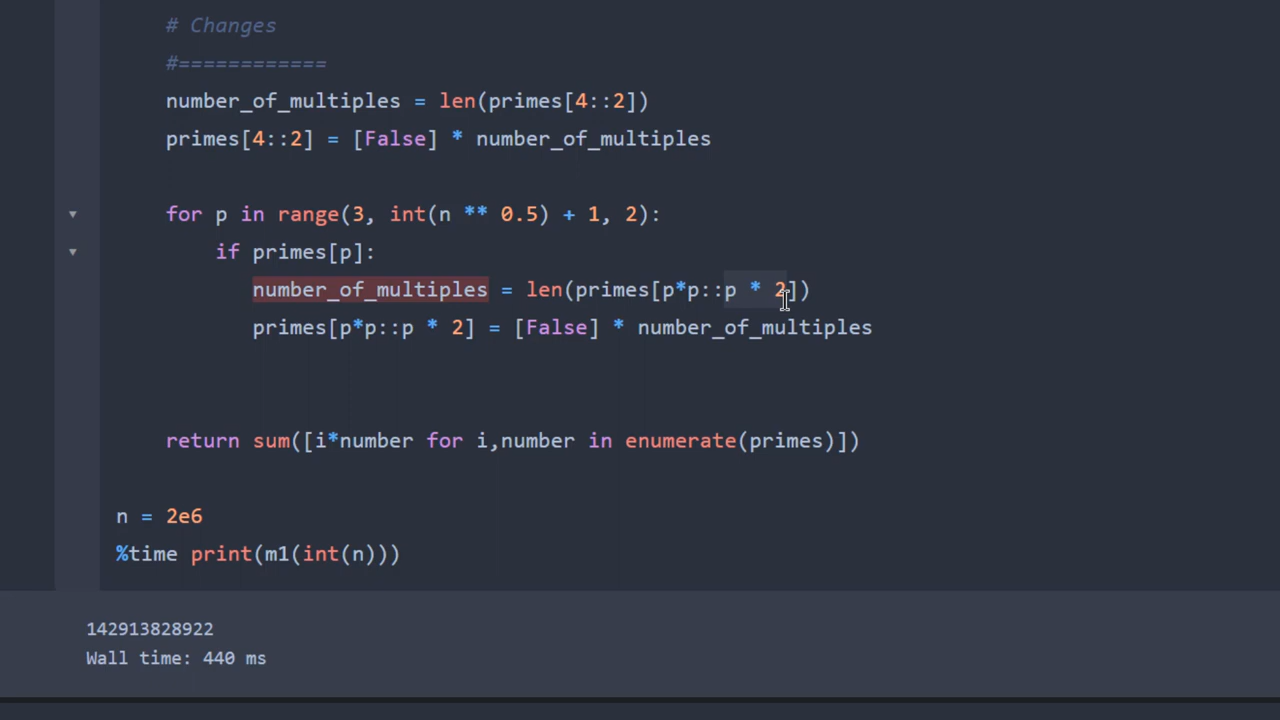 # Changes
#============
number_of_multiples = len(primes[4::2])
primes[4::2] = [False] * number_of_multiples
for p in range(3, int(n ** 0.5) + 1, 2):
if primes[p]:
number_of_multiples = len(primes[p*p::p * 2])
primes[p*p::p * 2] = [False] * number_of_multiples
return sum([i*number for i,number in enumerate(primes)])
n = 2e6
%time print(m1(int(n)))
142913828922
Wall time: 440 ms